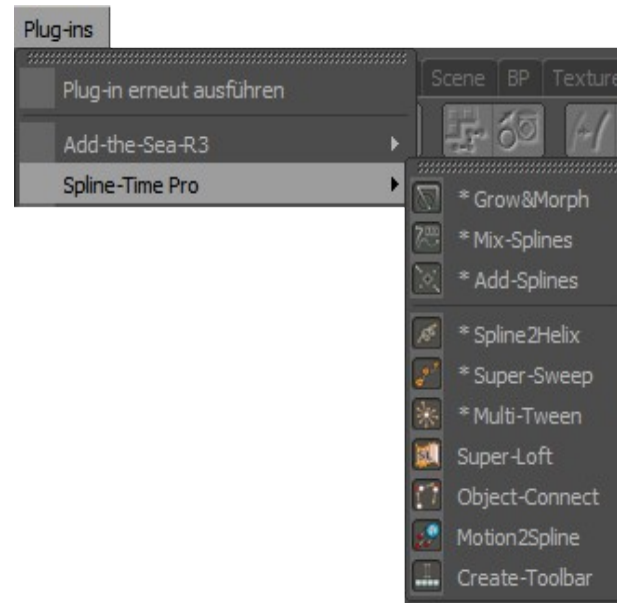 Plug-ins
Plug-in erneut ausführen
Scene BP Texture
Add-the-Sea-R3
Spline-Time Pro
* Grow&Morph
* Mix-Splines
* Add-Splines
* Spline2Helix
* Super-Sweep
* Multi-Tween
Super-Loft
Object-Connect
Motion2Spline
Create-Toolbar